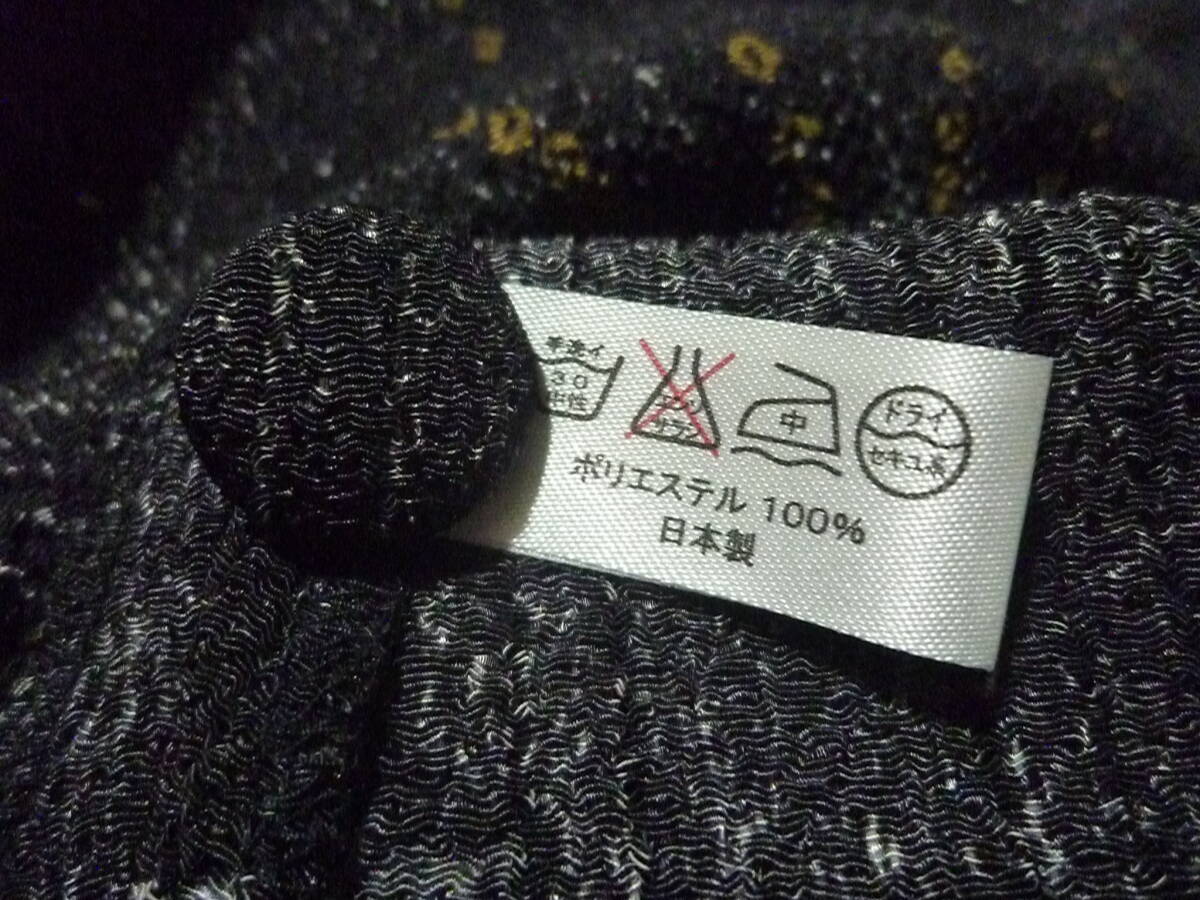 手洗イ
30
中性
エンソ
サラシ
中
ドライ
セキユ系
ポリエステル 100%
日本製